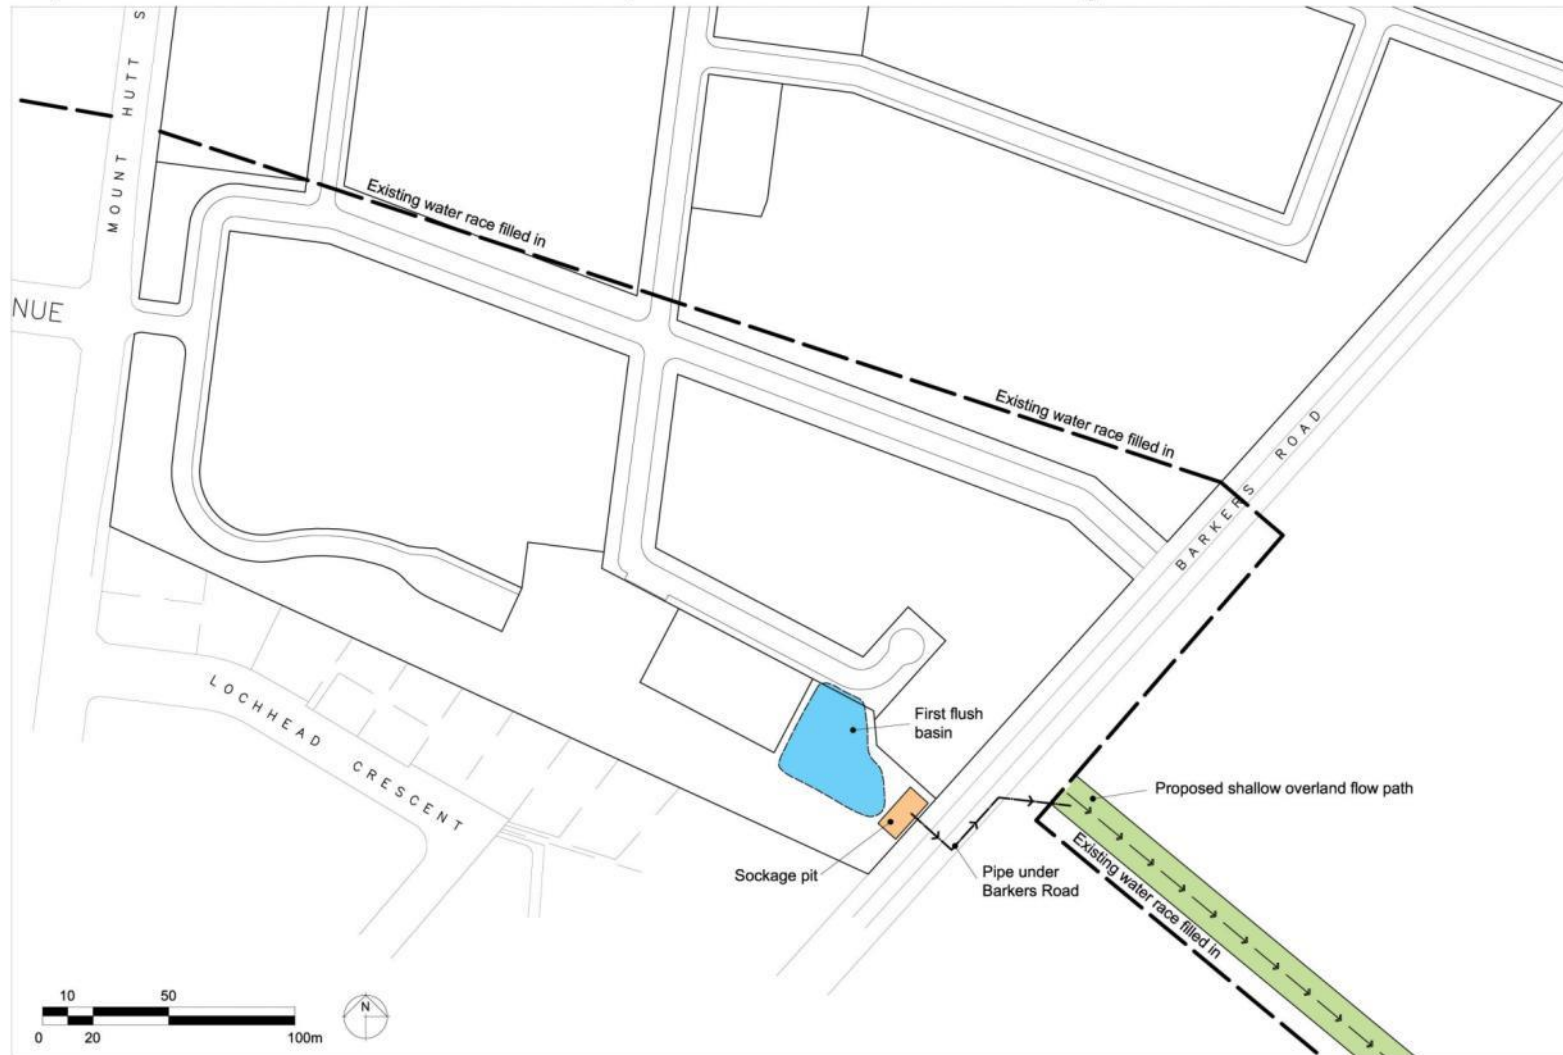 MOUNT HUTT S
Existing water race filled in
NUE
Existing water race filled in
BARKERS ROAD
LOCHHEAD CRESCENT
First flush
basin
Proposed shallow overland flow path
Sockage pit
Pipe under
Barkers Road
Existing water race filled in
10 50
0 20 100m
N